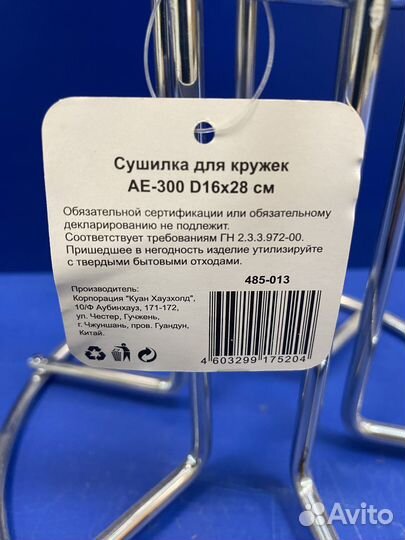 Сушилка для кружек
АЕ-300 D16x28 см
Обязательной сертификации или обязательному
декларированию не подлежит.
Соответствует требованиям ГН 2.3.3.972-00.
Пришедшее в негодность изделие утилизируйте
с твердыми бытовыми отходами.
485-013
Производитель:
Корпорация "Куан Хаузхолд",
10/Ф Аубинхауз, 171-172,
ул. Честер, Гучжень,
г. Чжуншань, пров. Гуандун,
Китай.
4 603299 175204
Avito